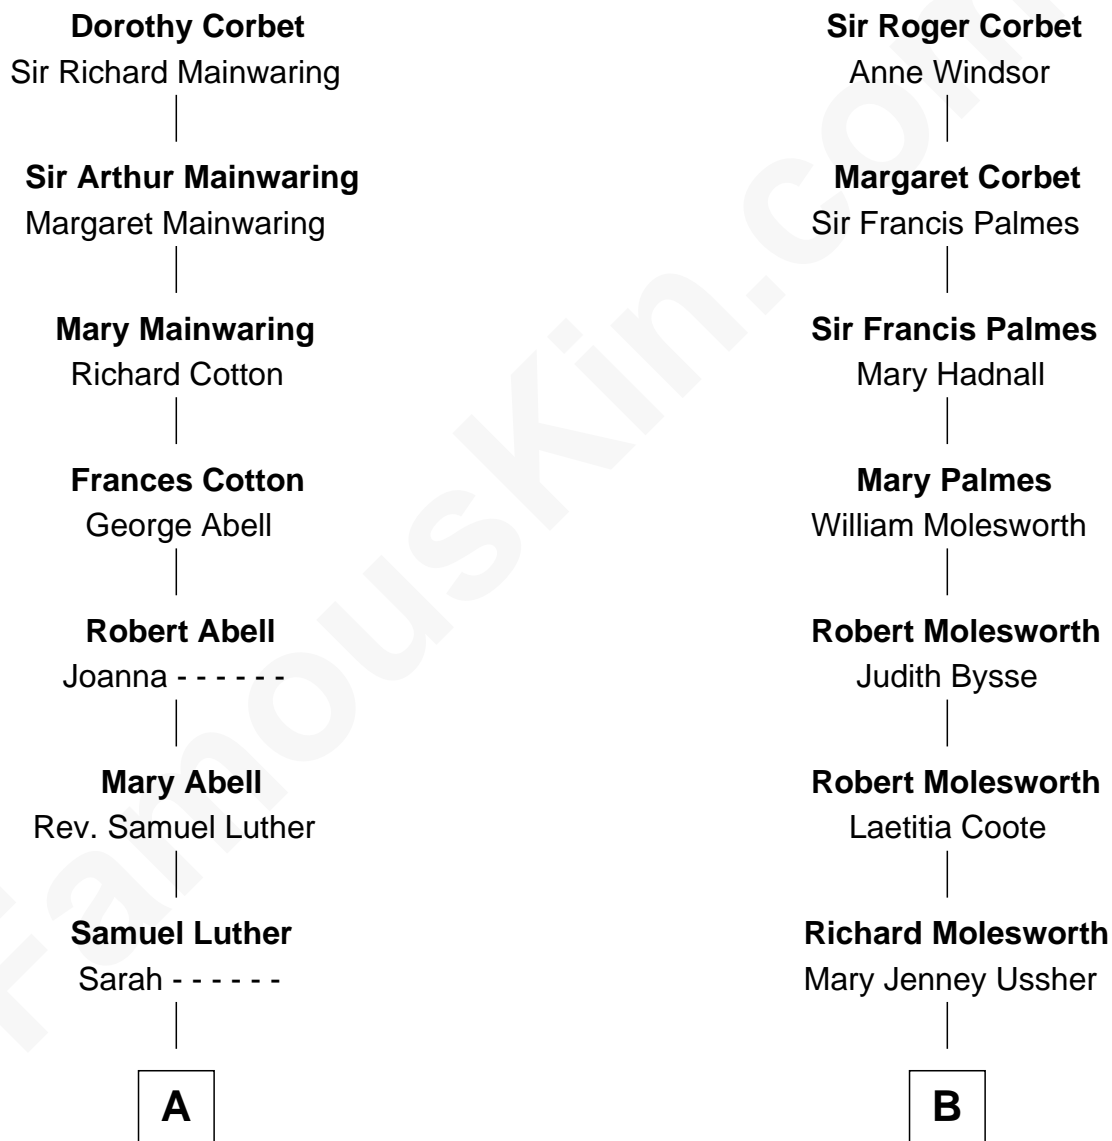 Dorothy Corbet
Sir Richard Mainwaring
Sir Arthur Mainwaring
Margaret Mainwaring
Mary Mainwaring
Richard Cotton
Frances Cotton
George Abell
Robert Abell
Joanna - - - - - -
Mary Abell
Rev. Samuel Luther
Samuel Luther
Sarah - - - - - -
A
Sir Roger Corbet
Anne Windsor
Margaret Corbet
Sir Francis Palmes
Sir Francis Palmes
Mary Hadnall
Mary Palmes
William Molesworth
Robert Molesworth
Judith Bysse
Robert Molesworth
Laetitia Coote
Richard Molesworth
Mary Jenney Ussher
B
FamousKin.com